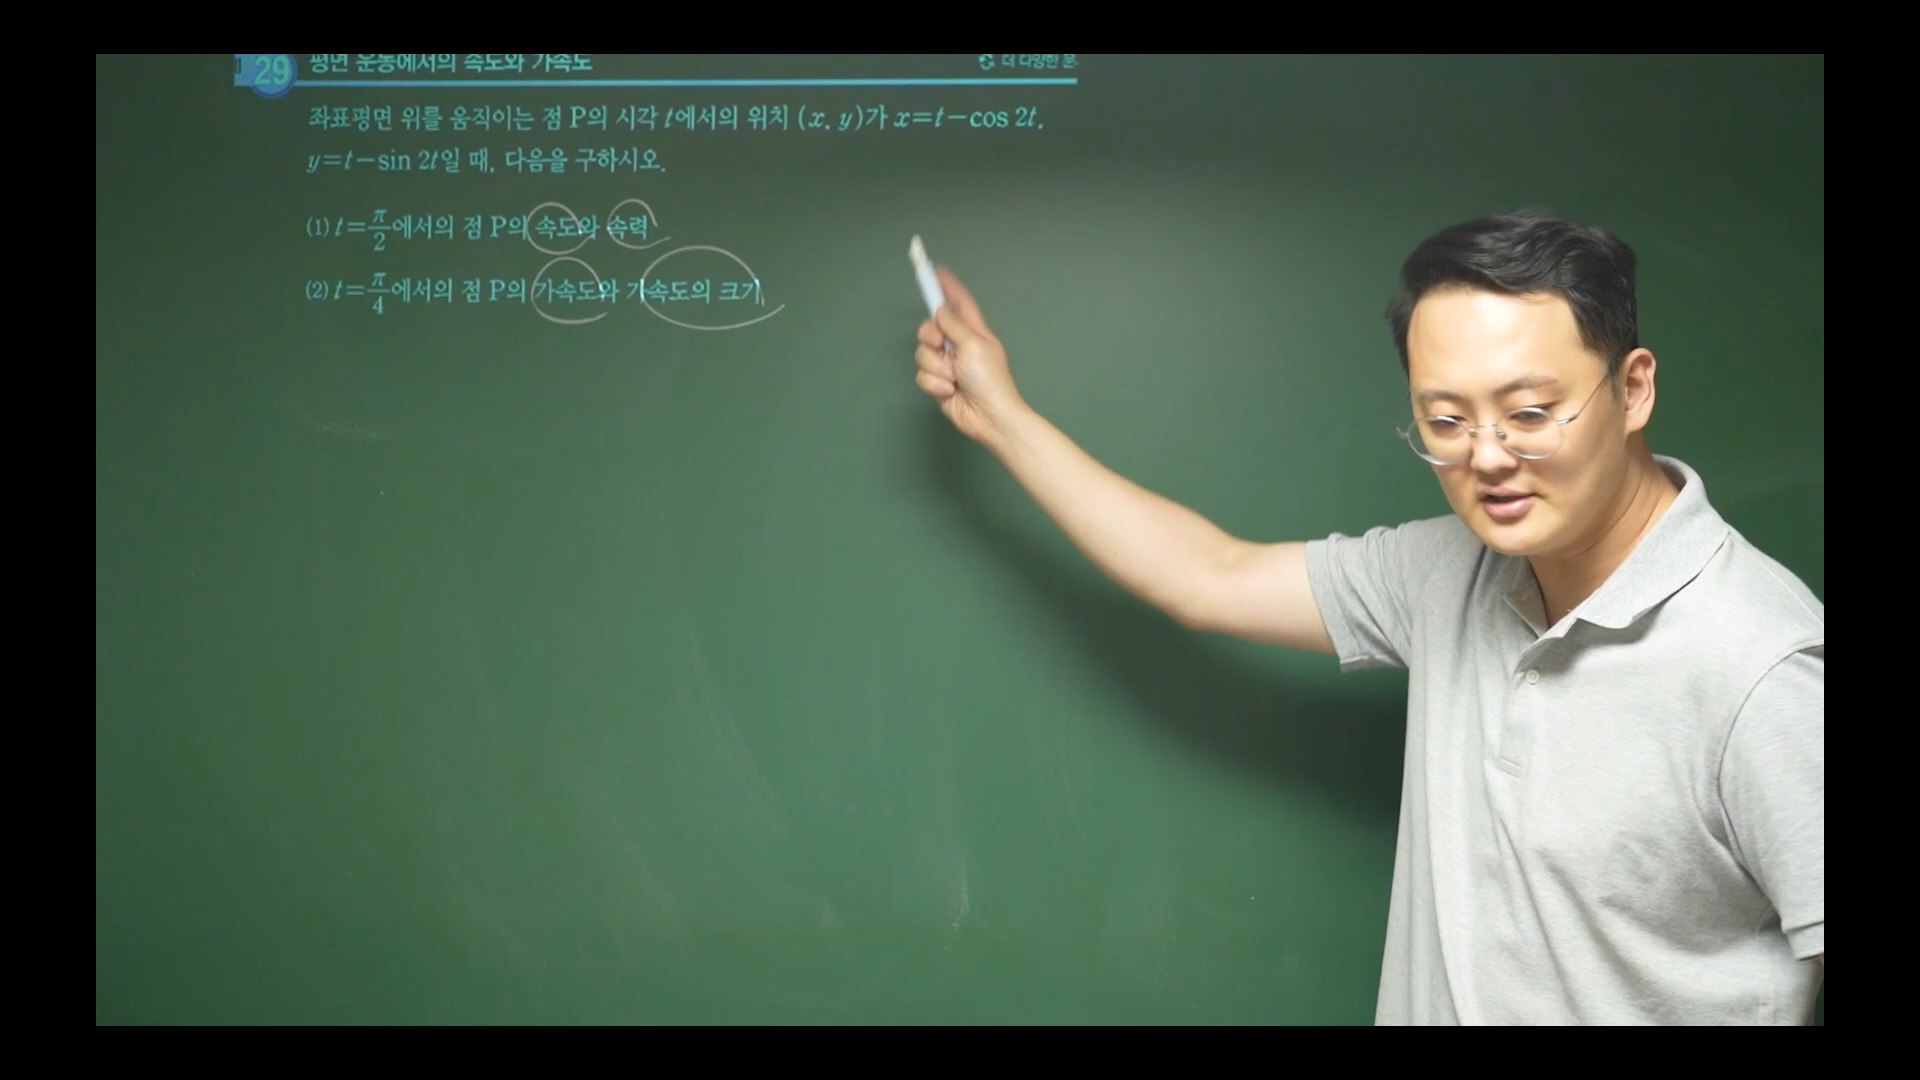 29 평면 운동에서의 속도와 가속도
더 다양한 문
좌표평면 위를 움직이는 점 P의 시각 t에서의 위치 (x, y)가 x=t-cos 2t,
y=t-sin 2t일 때, 다음을 구하시오.
(1) t=π/2에서의 점 P의 속도와 속력
(2) t=π/4에서의 점 P의 가속도와 가속도의 크기